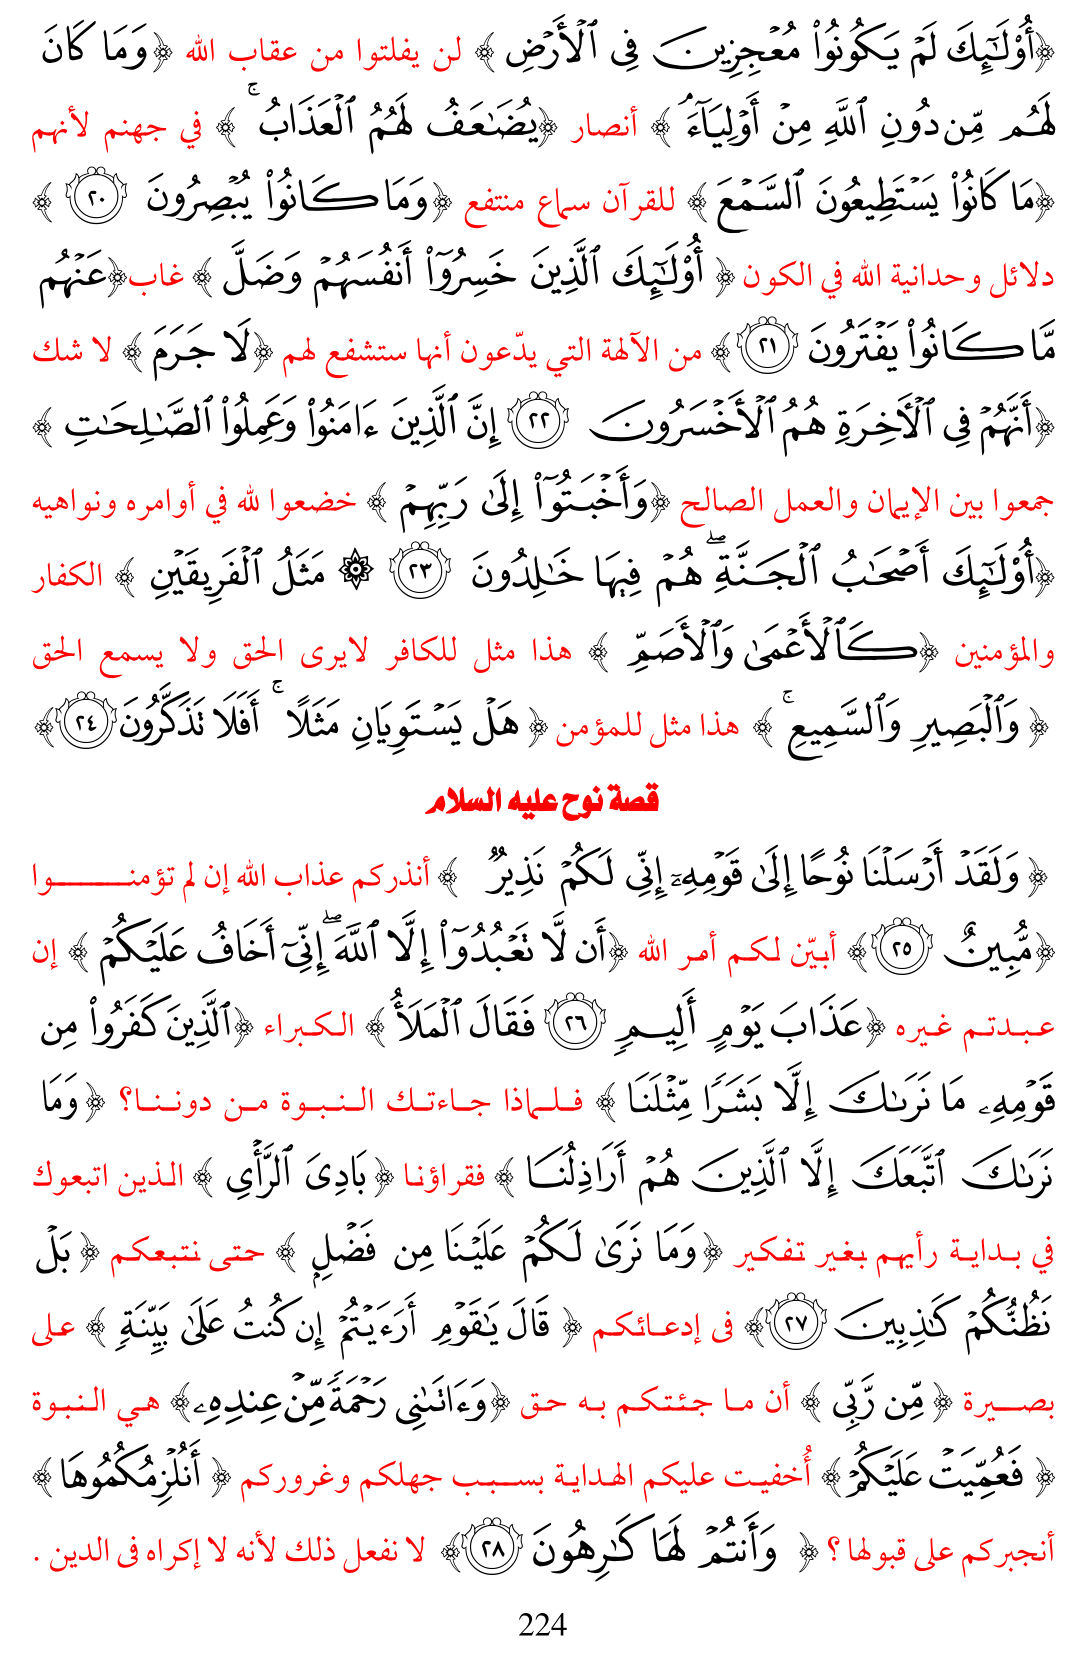 ﴿أُوْلَٰٓئِكَ لَمۡ يَكُونُواْ مُعۡجِزِينَ فِي ٱلۡأَرۡضِ ﴾ لن يفلتوا من عقاب الله ﴿وَمَا كَانَ
لَهُم مِّن دُونِ ٱللَّهِ مِنۡ أَوۡلِيَآءَۘ ﴾ أنصار ﴿يُضَٰعَفُ لَهُمُ ٱلۡعَذَابُۚ ﴾ في جهنم لأنهم
﴿مَا كَانُواْ يَسۡتَطِيعُونَ ٱلسَّمۡعَ﴾ للقرآن سماع منتفع ﴿وَمَا كَانُواْ يُبۡصِرُونَ ٢٠ ﴾
دلائل وحدانية الله في الكون ﴿ أُوْلَٰٓئِكَ ٱلَّذِينَ خَسِرُوٓاْ أَنفُسَهُمۡ وَضَلَّ ﴾ غاب﴿عَنۡهُم
مَّا كَانُواْ يَفۡتَرُونَ ٢١﴾ من الآلهة التي يدّعون أنها ستشفع لهم ﴿لَا جَرَمَ ﴾ لا شك
﴿أَنَّهُمۡ فِي ٱلۡأٓخِرَةِ هُمُ ٱلۡأَخۡسَرُونَ ٢٢ إِنَّ ٱلَّذِينَ ءَامَنُواْ وَعَمِلُواْ ٱلصَّٰلِحَٰتِ ﴾
جمعوا بين الإيمان والعمل الصالح ﴿وَأَخۡبَتُوٓاْ إِلَىٰ رَبِّهِمۡ ﴾ خضعوا لله في أوامره ونواهيه
﴿أُوْلَٰٓئِكَ أَصۡحَٰبُ ٱلۡجَنَّةِۖ هُمۡ فِيهَا خَٰلِدُونَ ٢٣ ۞ مَثَلُ ٱلۡفَرِيقَيۡنِ ﴾ الكفار
والمؤمنين ﴿كَٱلۡأَعۡمَىٰ وَٱلۡأَصَمِّ ﴾ هذا مثل للكافر لايرى الحق ولا يسمع الحق
﴿ وَٱلۡبَصِيرِ وَٱلسَّمِيعِۚ ﴾ هذا مثل للمؤمن ﴿ هَلۡ يَسۡتَوِيَانِ مَثَلًاۚ أَفَلَا تَذَكَّرُونَ ٢٤﴾
قصة نوح عليه السلام
﴿ وَلَقَدۡ أَرۡسَلۡنَا نُوحًا إِلَىٰ قَوۡمِهِۦٓ إِنِّي لَكُمۡ نَذِيرٞ ﴾ أنذركم عذاب الله إن لم تؤمنـــــــوا
﴿مُّبِينٌ ٢٥﴾ أبيّن لكم أمر الله ﴿أَن لَّا تَعۡبُدُوٓاْ إِلَّا ٱللَّهَۖ إِنِّيٓ أَخَافُ عَلَيۡكُمۡ ﴾ إن
عبدتم غيره ﴿عَذَابَ يَوۡمٍ أَلِيمٖ ٢٦ فَقَالَ ٱلۡمَلَأُ ﴾ الكبراء ﴿ٱلَّذِينَ كَفَرُواْ مِن
قَوۡمِهِۦ مَا نَرَىٰكَ إِلَّا بَشَرٗا مِّثۡلَنَا ﴾ فلماذا جاءتك النبوة من دوننا؟ ﴿ وَمَا
نَرَىٰكَ ٱتَّبَعَكَ إِلَّا ٱلَّذِينَ هُمۡ أَرَاذِلُنَا ﴾ فقراؤنا ﴿ بَادِيَ ٱلرَّأۡيِ ﴾ الذين اتبعوك
في بداية رأيهم بغير تفكير ﴿وَمَا نَرَىٰ لَكُمۡ عَلَيۡنَا مِن فَضۡلِۭ ﴾ حتى نتبعكم ﴿ بَلۡ
نَظُنُّكُمۡ كَٰذِبِينَ ٢٧﴾ فى إدعائكم ﴿ قَالَ يَٰقَوۡمِ أَرَءَيۡتُمۡ إِن كُنتُ عَلَىٰ بَيِّنَةٖ ﴾ على
بصــيرة ﴿ مِّن رَّبِّي ﴾ أن ما جئتكم به حق ﴿وَءَاتَىٰنِي رَحۡمَةٗ مِّنۡ عِندِهِۦ﴾ هي النبوة
﴿ فَعُمِّيَتۡ عَلَيۡكُمۡ﴾ أُخفيت عليكم الهداية بسبب جهلكم وغروركم ﴿ أَنُلۡزِمُكُمُوهَا ﴾
أنجبركم على قبولها ؟ ﴿ وَأَنتُمۡ لَهَا كَٰرِهُونَ ٢٨﴾ لا نفعل ذلك لأنه لا إكراه فى الدين .
224